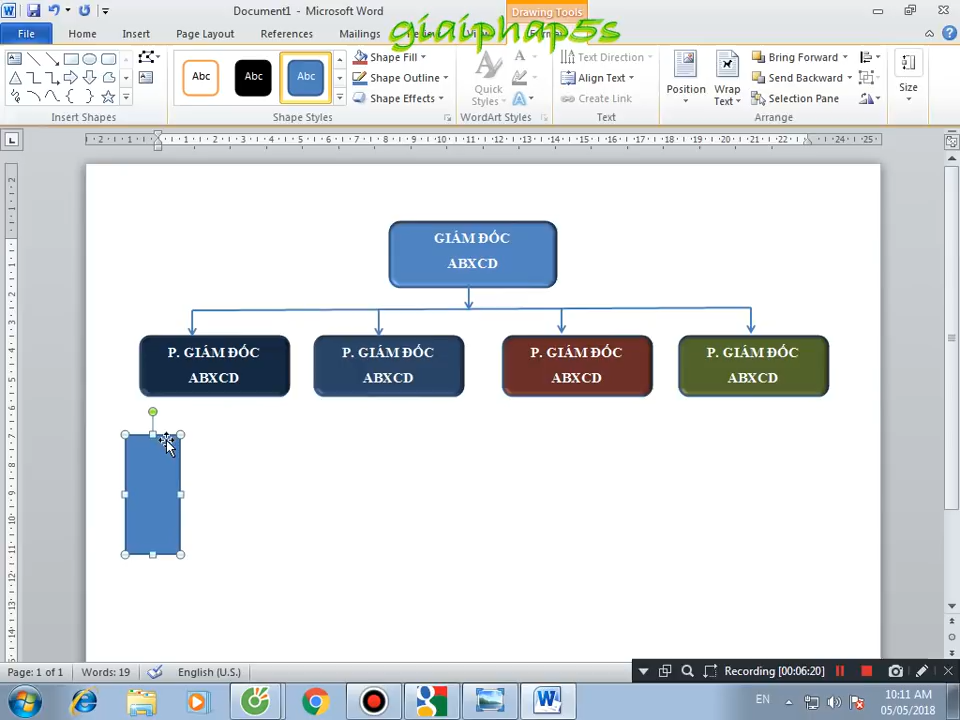 Document1 - Microsoft Word
Drawing Tools
giaiphap5s
File
Home
Insert
Page Layout
References
Mailings
Abc
Abc
Abc
Shape Fill
Shape Outline
Shape Effects
Quick
Styles
Text Direction
Align Text
Create Link
Position
Wrap
Text
Bring Forward
Send Backward
Selection Pane
Size
Insert Shapes
Shape Styles
WordArt Styles
Text
Arrange
GIÁM ĐỐC
ABXCD
P. GIÁM ĐỐC
ABXCD
P. GIÁM ĐỐC
ABXCD
P. GIÁM ĐỐC
ABXCD
P. GIÁM ĐỐC
ABXCD
Page: 1 of 1
Words: 19
English (U.S.)
Recording [00:06:20]
EN
10:11 AM
05/05/2018